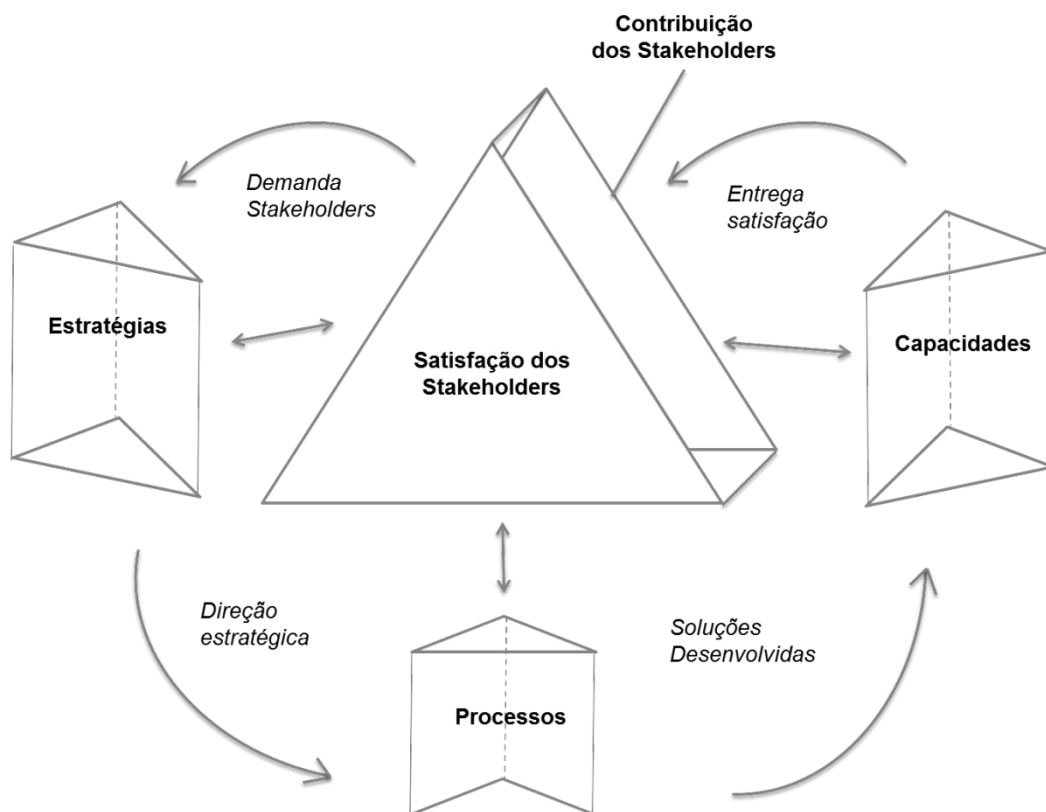 Contribuição
dos Stakeholders
Demanda
Stakeholders
Entrega
satisfação
Estratégias
Satisfação dos
Stakeholders
Capacidades
Direção
estratégica
Soluções
Desenvolvidas
Processos